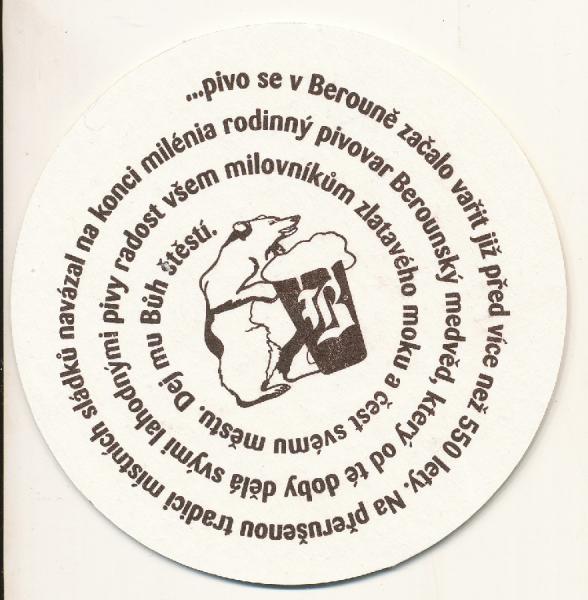 ...pivo se v Berouně začalo vařit již před více než 550 lety. Na přerušenou tradici místních sládků navázal na konci milénia rodinný pivovar Berounský medvěd, který od té doby dělá svými lahodnými pivy radost všem milovníkům zlatavého moku a čest svému městu. Dej mu Bůh štěstí.